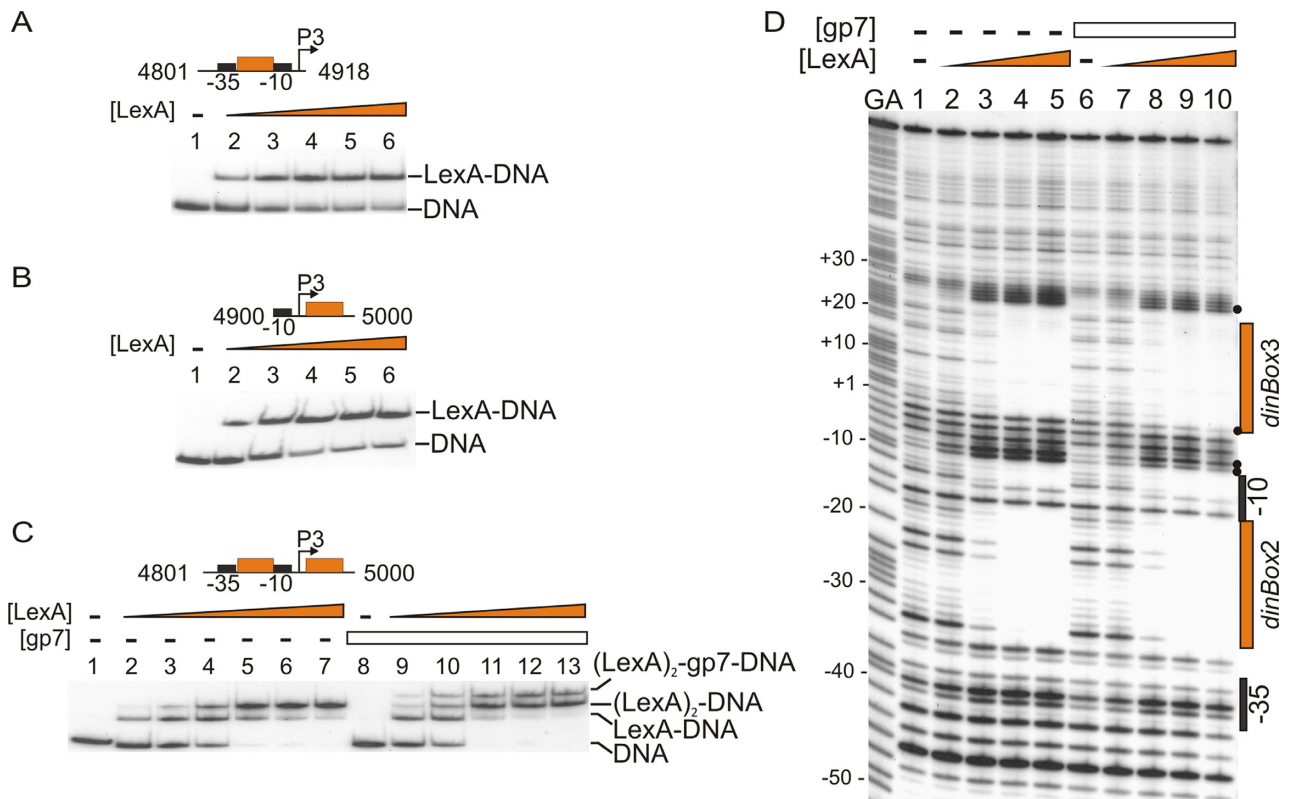 A
P3
4801
4918
-35
-10
[LexA]
-
1
2
3
4
5
6
LexA-DNA
DNA
B
P3
4900
5000
-10
[LexA]
-
1
2
3
4
5
6
LexA-DNA
DNA
C
P3
4801
5000
-35
-10
[LexA]
-
-
[gp7]
- - - - - - -
1 2 3 4 5 6 7 8 9 10 11 12 13
(LexA)₂-gp7-DNA
(LexA)₂-DNA
LexA-DNA
DNA
D
[gp7] - - - - -
[LexA] - -
GA 1 2 3 4 5 6 7 8 9 10
+30 -
+20 -
+10 -
+1 -
-10 -
-20 -
-30 -
-40 -
-50 -
dinBox3
-10
dinBox2
-35